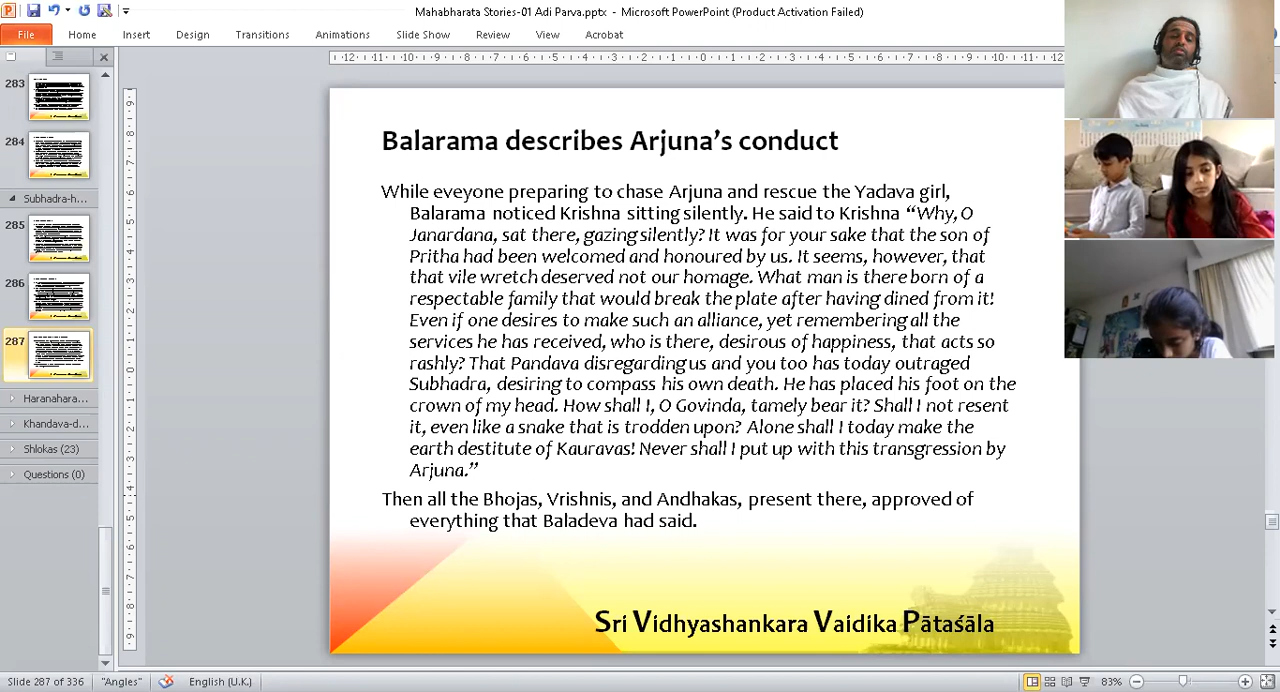 Mahabharata Stories-01 Adi Parva.pptx - Microsoft PowerPoint (Product Activation Failed)
File Home Insert Design Transitions Animations Slide Show Review View Acrobat
283
284
Subhadra-h...
285
286
287
Haranahara...
Khandava-d...
Shlokas (23)
Questions (0)
Balarama describes Arjuna’s conduct
While eveyone preparing to chase Arjuna and rescue the Yadava girl,
Balarama noticed Krishna sitting silently. He said to Krishna “Why, O
Janardana, sat there, gazing silently? It was for your sake that the son of
Pritha had been welcomed and honoured by us. It seems, however, that
that vile wretch deserved not our homage. What man is there born of a
respectable family that would break the plate after having dined from it!
Even if one desires to make such an alliance, yet remembering all the
services he has received, who is there, desirous of happiness, that acts so
rashly? That Pandava disregarding us and you too has today outraged
Subhadra, desiring to compass his own death. He has placed his foot on the
crown of my head. How shall I, O Govinda, tamely bear it? Shall I not resent
it, even like a snake that is trodden upon? Alone shall I today make the
earth destitute of Kauravas! Never shall I put up with this transgression by
Arjuna.”
Then all the Bhojas, Vrishnis, and Andhakas, present there, approved of
everything that Baladeva had said.
Sri Vidhyashankara Vaidika Pātaśāla
Slide 287 of 336 "Angles" English (U.K.) 83%